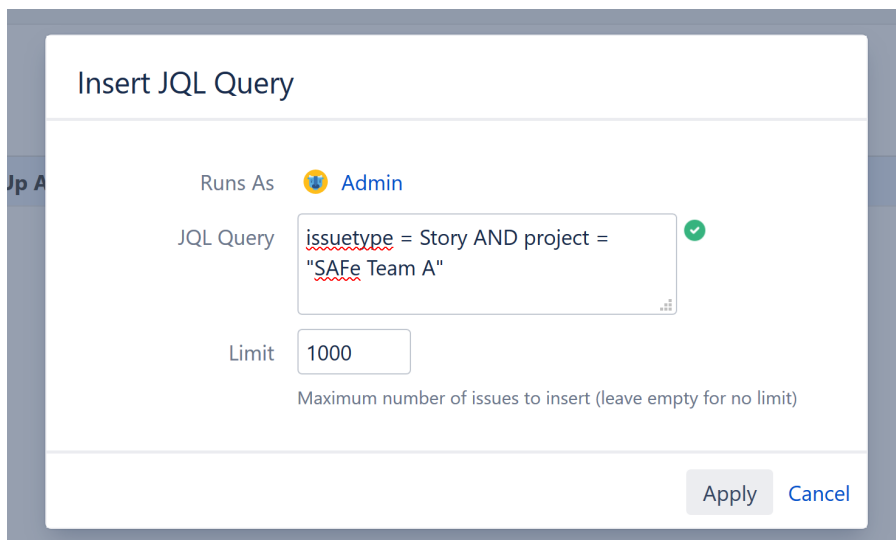 Insert JQL Query
Up A
Runs As Admin
JQL Query issuetype = Story AND project =
"SAFe Team A"
Limit 1000
Maximum number of issues to insert (leave empty for no limit)
Apply Cancel